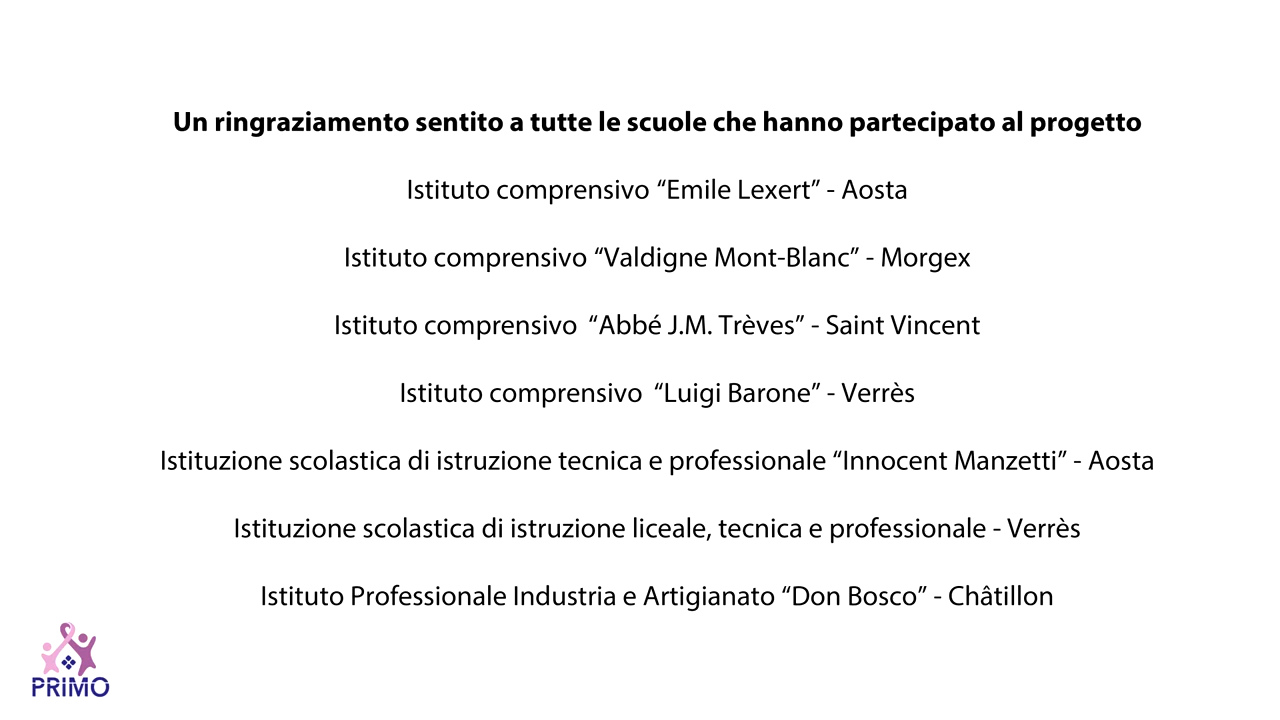 Un ringraziamento sentito a tutte le scuole che hanno partecipato al progetto
Istituto comprensivo “Emile Lexert” - Aosta
Istituto comprensivo “Valdigne Mont-Blanc” - Morgex
Istituto comprensivo  “Abbé J.M. Trèves” - Saint Vincent
Istituto comprensivo  “Luigi Barone” - Verrès
Istituzione scolastica di istruzione tecnica e professionale “Innocent Manzetti” - Aosta
Istituzione scolastica di istruzione liceale, tecnica e professionale - Verrès
Istituto Professionale Industria e Artigianato “Don Bosco” - Châtillon
PRiMO